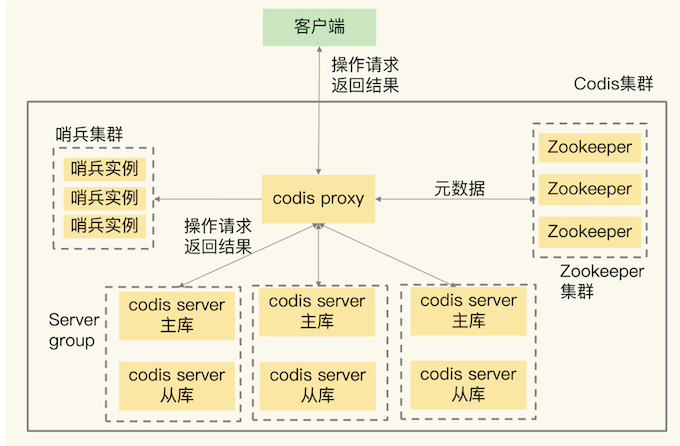 客户端
操作请求
返回结果
Codis集群
哨兵集群
哨兵实例
哨兵实例
哨兵实例
codis proxy
元数据
Zookeeper
Zookeeper
Zookeeper
Zookeeper
集群
操作请求
返回结果
Server
group
codis server
主库
codis server
从库
codis server
主库
codis server
从库
codis server
主库
codis server
从库